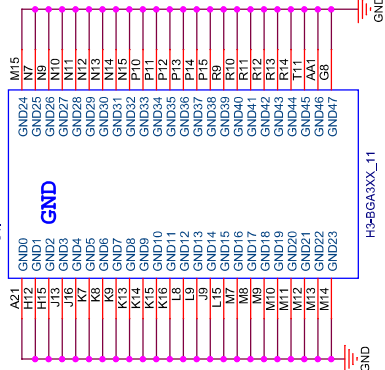 A21 GND0 GND24 M15
H12 GND1 GND25 N7
H15 GND2 GND26 N9
J13 GND3 GND27 N10
J16 GND4 GND28 N11
K7 GND5 GND29 N12
K8 GND6 GND30 N13
K9 GND7 GND31 N14
K13 GND8 GND32 N15
K14 GND9 GND33 P10
K15 GND10 GND34 P11
K16 GND11 GND35 P12
L8 GND12 GND36 P13
L9 GND13 GND37 P14
J9 GND14 GND38 P15
L15 GND15 GND39 R9
M7 GND16 GND40 R10
M8 GND17 GND41 R11
M9 GND18 GND42 R12
M10 GND19 GND43 R13
M11 GND20 GND44 R14
M12 GND21 GND45 T11
M13 GND22 GND46 AA1
M14 GND23 GND47 G8
GND
H3-BGA3XX_11
GND
GND